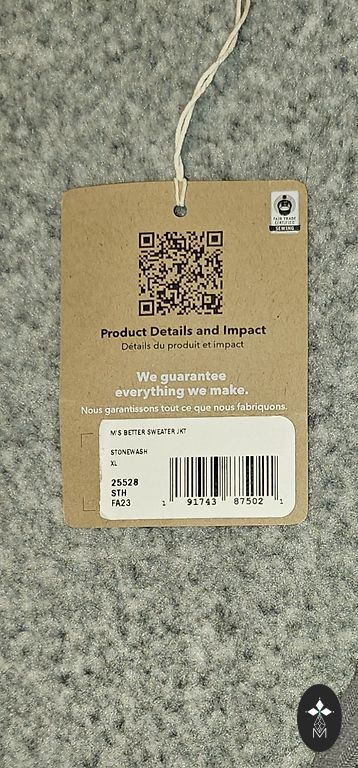 FAIR TRADE
CERTIFIED
SEWING
Product Details and Impact
Détails du produit et impact
We guarantee
everything we make.
Nous garantissons tout ce que nous fabriquons.
M'S BETTER SWEATER JKT
STONEWASH
XL
25528
STH
FA23
1 91743 87502 1
M